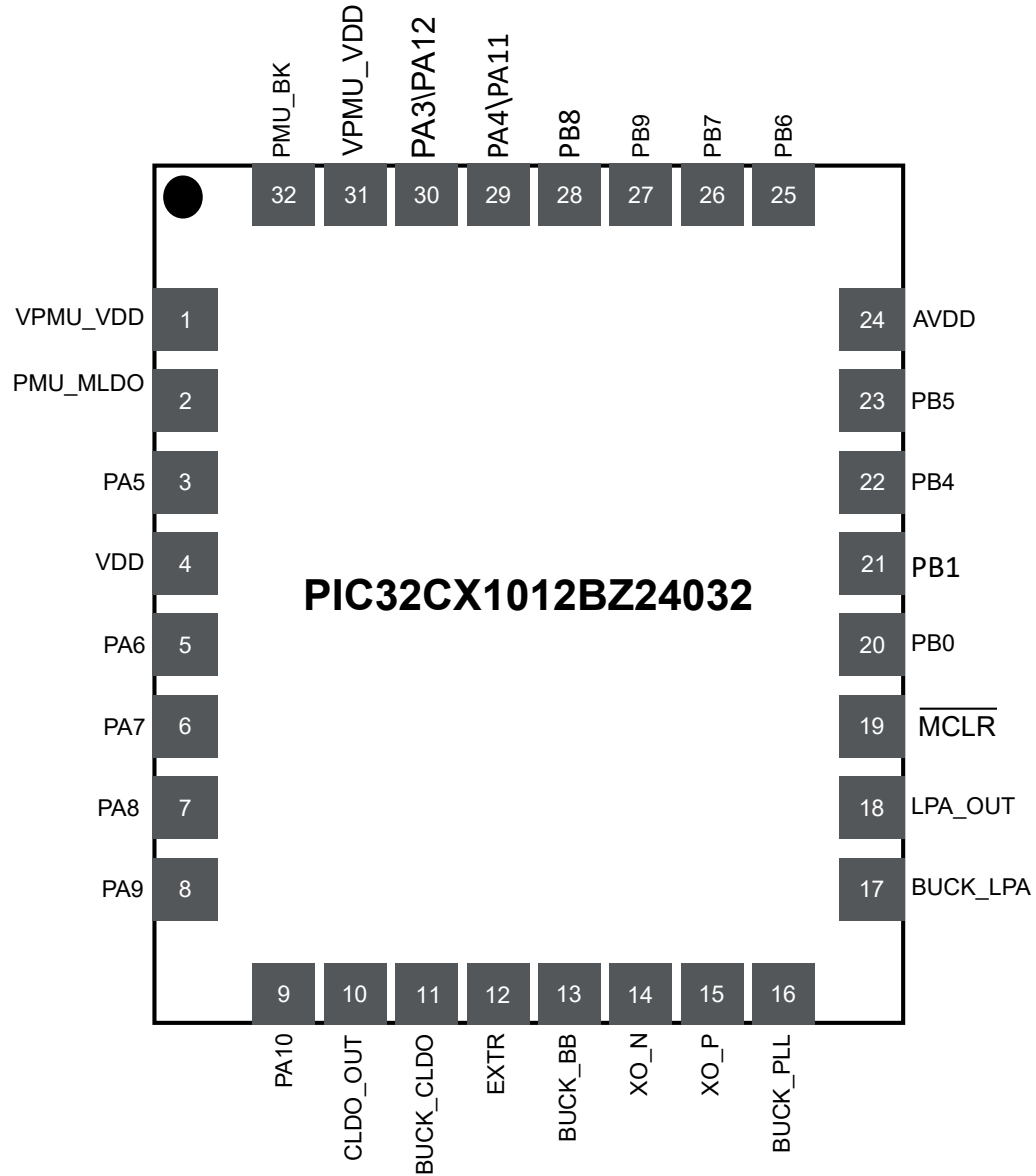 PMU_BK
VPMU_VDD
PA3\PA12
PA4\PA11
PB8
PB9
PB7
PB6
32
31
30
29
28
27
26
25
VPMU_VDD 1
PMU_MLDO 2
PA5 3
VDD 4
PA6 5
PA7 6
PA8 7
PA9 8
PIC32CX1012BZ24032
24 AVDD
23 PB5
22 PB4
21 PB1
20 PB0
19 MCLR
18 LPA_OUT
17 BUCK_LPA
9
10
11
12
13
14
15
16
PA10
CLDO_OUT
BUCK_CLDO
EXTR
BUCK_BB
XO_N
XO_P
BUCK_PLL